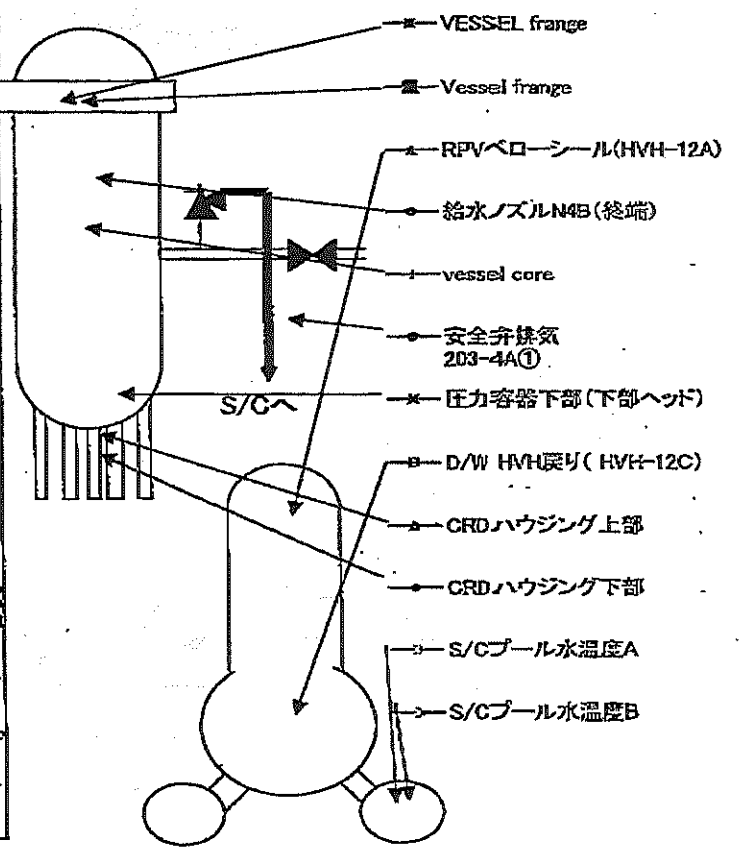 VESSEL frange
Vessel frange
RPVベローシール(HVH-12A)
給水ノズルN4B(終端)
vessel core
安全弁排気
203-4A①
S/Cへ
圧力容器下部(下部ヘッド)
D/W HVH戻り( HVH-12C)
CRDハウジング上部
CRDハウジング下部
S/Cプール水温度A
S/Cプール水温度B